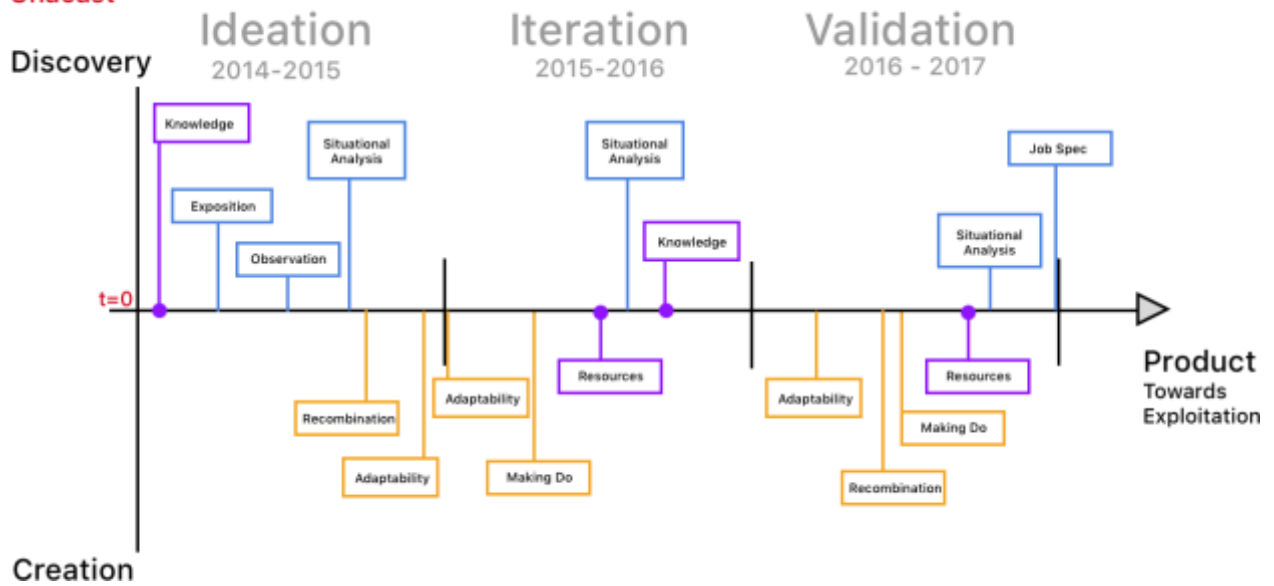 Ideation
Iteration
Validation
2014-2015
2015-2016
2016 - 2017
Discovery
Knowledge
Situational
Analysis
Situational
Analysis
Job Spec
Exposition
Knowledge
Situational
Analysis
Observation
t=0
Product
Towards
Exploitation
Resources
Resources
Adaptability
Adaptability
Recombination
Making Do
Adaptability
Making Do
Recombination
Creation